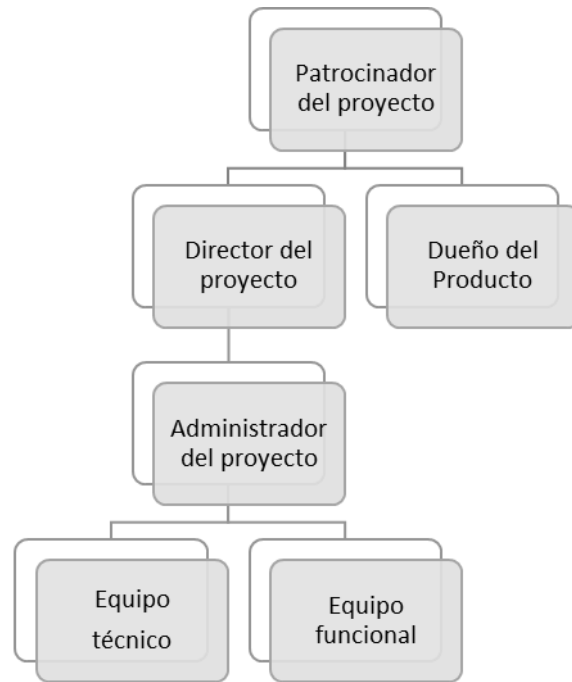 Patrocinador
del proyecto
Director del
proyecto
Dueño del
Producto
Administrador
del proyecto
Equipo
técnico
Equipo
funcional